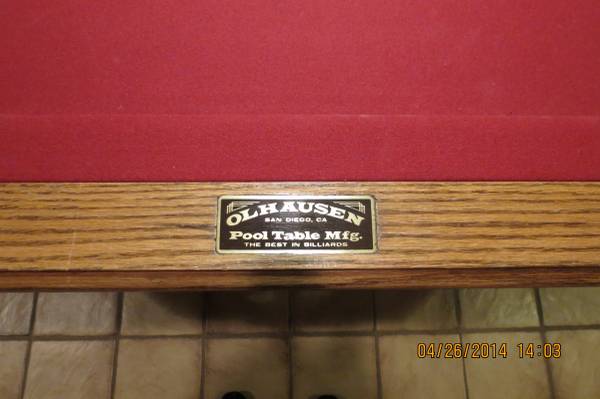 OLHAUSEN
SAN DIEGO, CA
Pool Table Mfg.
THE BEST IN BILLIARDS
04/26/2014 14:03